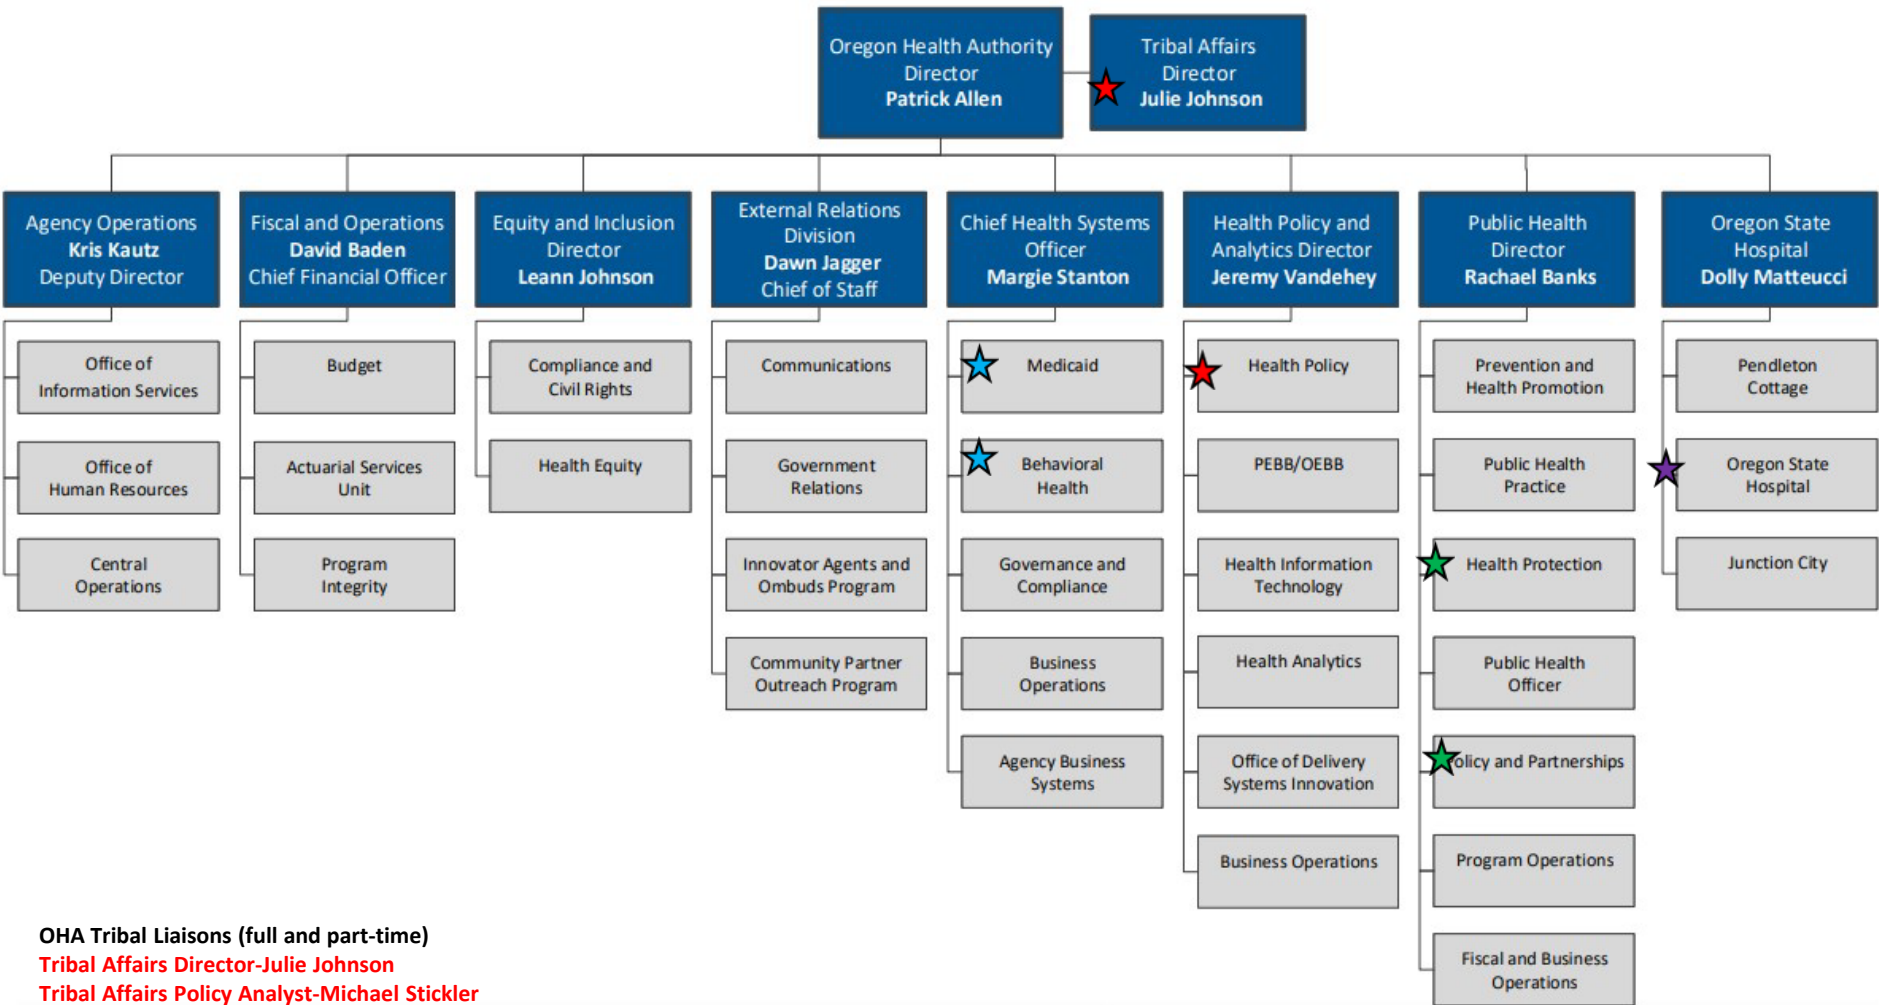 Oregon Health Authority
Director
Patrick Allen
Tribal Affairs
Director
Julie Johnson
Agency Operations
Kris Kautz
Deputy Director
Fiscal and Operations
David Baden
Chief Financial Officer
Equity and Inclusion
Director
Leann Johnson
External Relations
Division
Dawn Jagger
Chief of Staff
Chief Health Systems
Officer
Margie Stanton
Health Policy and
Analytics Director
Jeremy Vandehey
Public Health
Director
Rachael Banks
Oregon State
Hospital
Dolly Matteucci
Office of
Information Services
Office of
Human Resources
Central
Operations
Budget
Actuarial Services
Unit
Program
Integrity
Compliance and
Civil Rights
Health Equity
Communications
Government
Relations
Innovator Agents and
Ombuds Program
Community Partner
Outreach Program
Medicaid
Behavioral
Health
Governance and
Compliance
Business
Operations
Agency Business
Systems
Health Policy
PEBB/OEBB
Health Information
Technology
Health Analytics
Office of Delivery
Systems Innovation
Business Operations
Prevention and
Health Promotion
Public Health
Practice
Health Protection
Public Health
Officer
Policy and Partnerships
Program Operations
Fiscal and Business
Operations
Pendleton
Cottage
Oregon State
Hospital
Junction City
OHA Tribal Liaisons (full and part-time)
Tribal Affairs Director-Julie Johnson
Tribal Affairs Policy Analyst-Michael Stickler